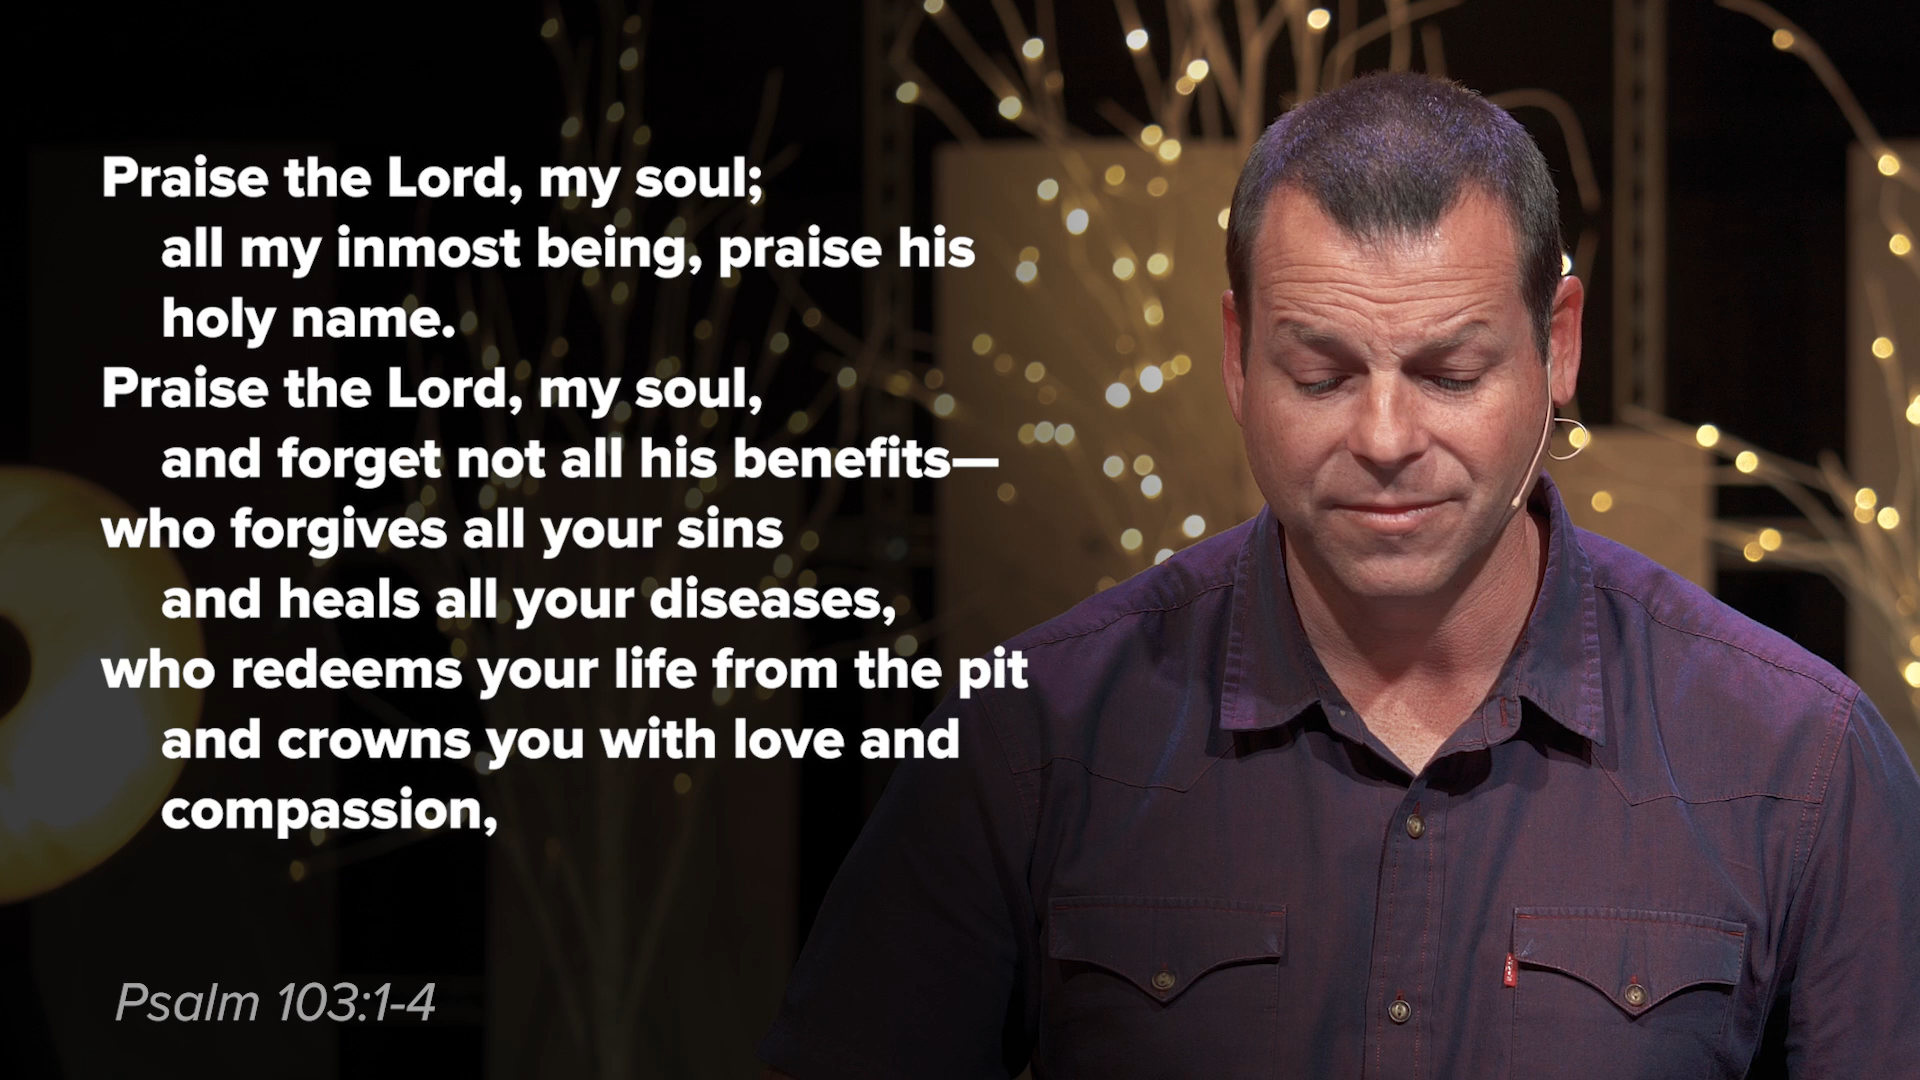 Praise the Lord, my soul;
all my inmost being, praise his
holy name.
Praise the Lord, my soul,
and forget not all his benefits—
who forgives all your sins
and heals all your diseases,
who redeems your life from the pit
and crowns you with love and
compassion,
Psalm 103:1-4